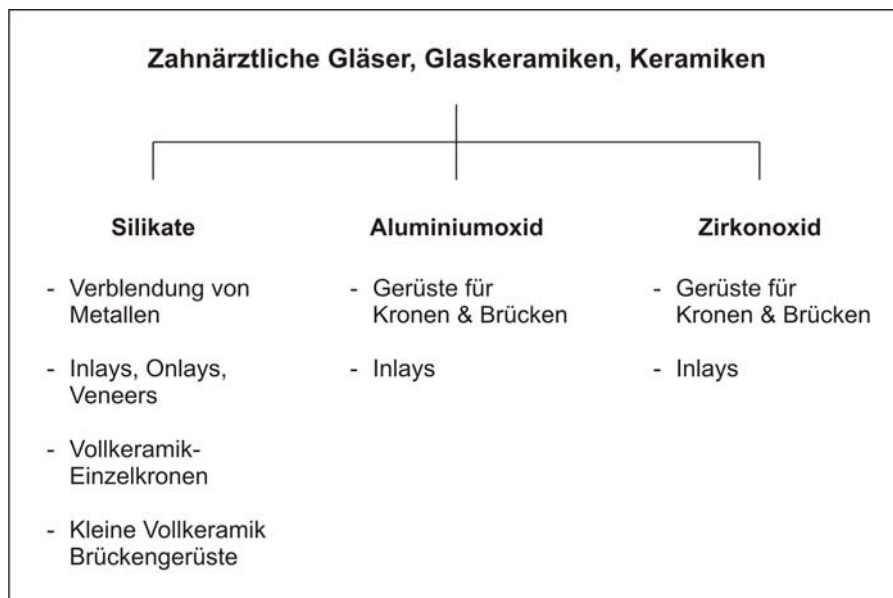 Zahnärztliche Gläser, Glaskeramiken, Keramiken
Silikate
- Verblendung von
Metallen
- Inlays, Onlays,
Veneers
- Vollkeramik-
Einzelkronen
- Kleine Vollkeramik
Brückengerüste
Aluminiumoxid
- Gerüste für
Kronen & Brücken
- Inlays
Zirkonoxid
- Gerüste für
Kronen & Brücken
- Inlays